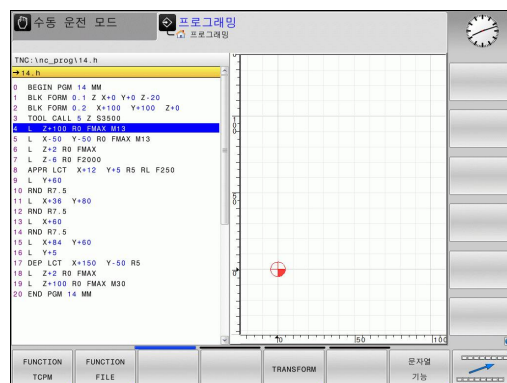 수동 운전 모드
프로그래밍
프로그래밍
TNC:\nc_prog\14.h
→14.h
0 BEGIN PGM 14 MM
1 BLK FORM 0.1 Z X+0 Y+0 Z-20
2 BLK FORM 0.2 X+100 Y+100 Z+0
3 TOOL CALL 5 Z S3500
4 L Z+100 R0 FMAX M13
5 L X-50 Y-50 R0 FMAX M13
6 L Z+2 R0 FMAX
7 L Z-6 R0 F2000
8 APPR LCT X+12 Y+5 R5 RL F250
9 L Y+60
10 RND R7.5
11 L X+36 Y+80
12 RND R7.5
13 L X+60
14 RND R7.5
15 L X+84 Y+60
16 L Y+5
17 DEP LCT X+150 Y-50 R5
18 L Z+2 R0 FMAX
19 L Z+100 R0 FMAX M30
20 END PGM 14 MM
100
50
0
0 50 100
FUNCTION TCPM
FUNCTION FILE
TRANSFORM
문자열 기능